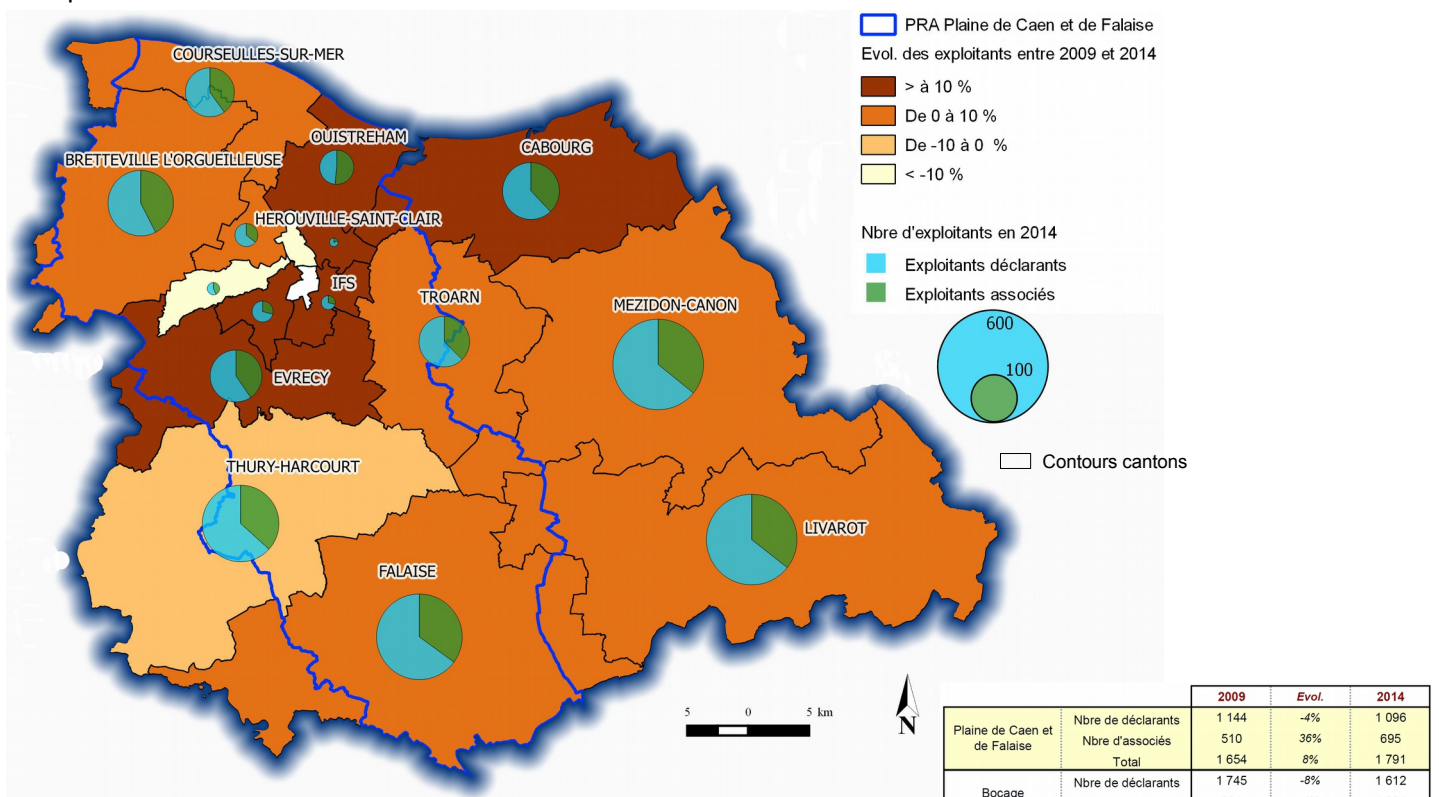 COURSEULLES-SUR-MER
OUISTREHAM
CABOURG
BRETTEVILLE L'ORGUEILLEUSE
HEROUVILLE-SAINT-CLAIR
IFS
TROARN
MEZIDON-CANON
EVRECY
THURY-HARCOURT
LIVAROT
FALAISE
PRA Plaine de Caen et de Falaise
Evol. des exploitants entre 2009 et 2014
> à 10 %
De 0 à 10 %
De -10 à 0 %
< -10 %
Nbre d'exploitants en 2014
Exploitants déclarants
Exploitants associés
600
100
Contours cantons
5 0 5 km
N
2009 Evol. 2014
Plaine de Caen et de Falaise
Nbre de déclarants 1 144 -4% 1 096
Nbre d'associés 510 36% 695
Total 1 654 8% 1 791
Bocage
Nbre de déclarants 1 745 -8% 1 612